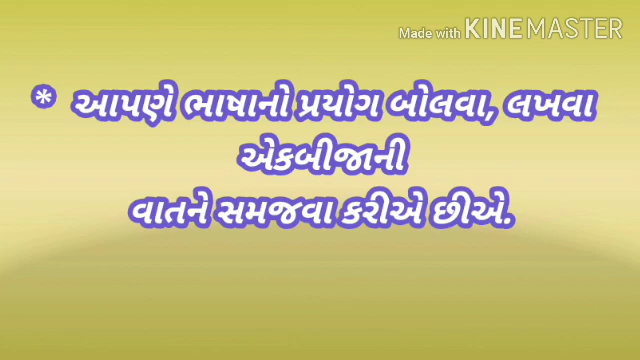 Made with KINEMASTER
* આપણે ભાષાનો પ્રયોગ બોલવા, લખવા
એકબીજાની
વાતને સમજવા કરીએ છીએ.